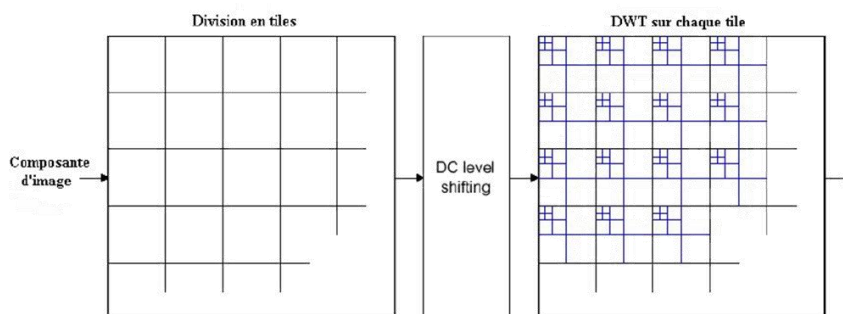 Division en tiles
DWT sur chaque tile
Composante
d'image
DC level
shifting